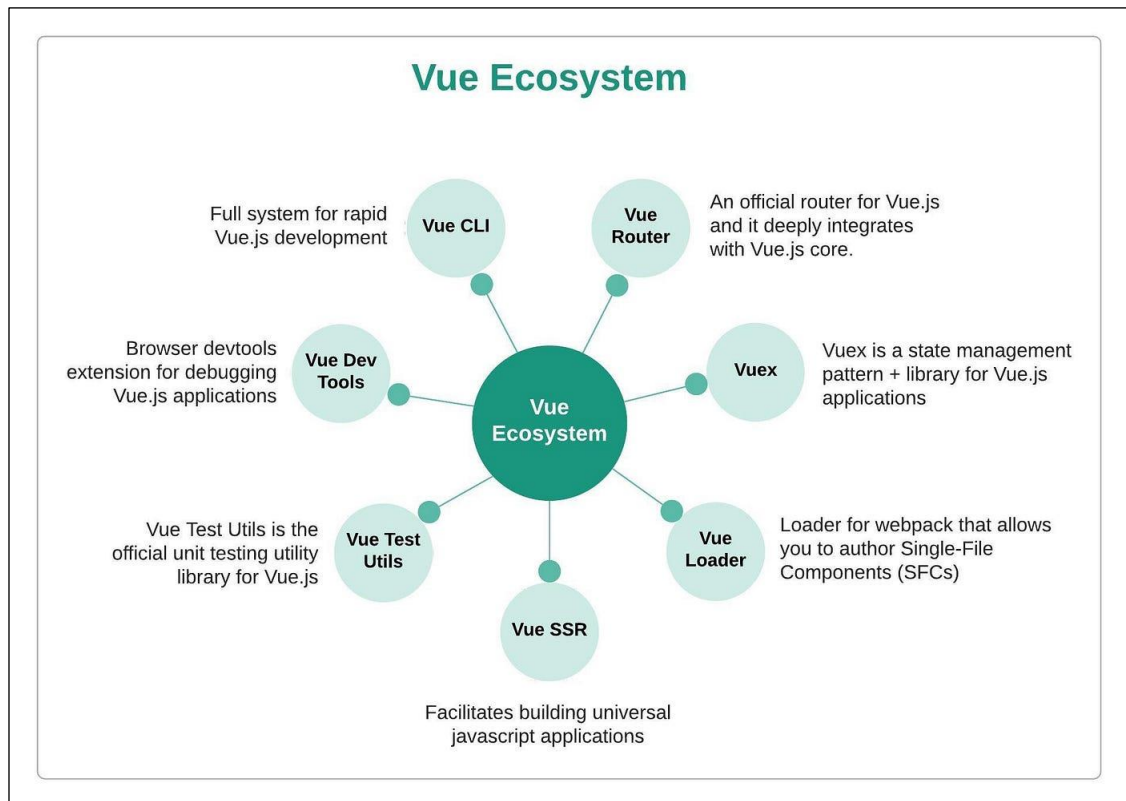 Vue Ecosystem
Full system for rapid
Vue.js development
Vue CLI
Vue
Router
An official router for Vue.js
and it deeply integrates
with Vue.js core.
Browser devtools
extension for debugging
Vue.js applications
Vue Dev
Tools
Vue
Ecosystem
Vuex
Vuex is a state management
pattern + library for Vue.js
applications
Vue Test Utils is the
official unit testing utility
library for Vue.js
Vue Test
Utils
Vue SSR
Facilitates building universal
javascript applications
Vue
Loader
Loader for webpack that allows
you to author Single-File
Components (SFCs)